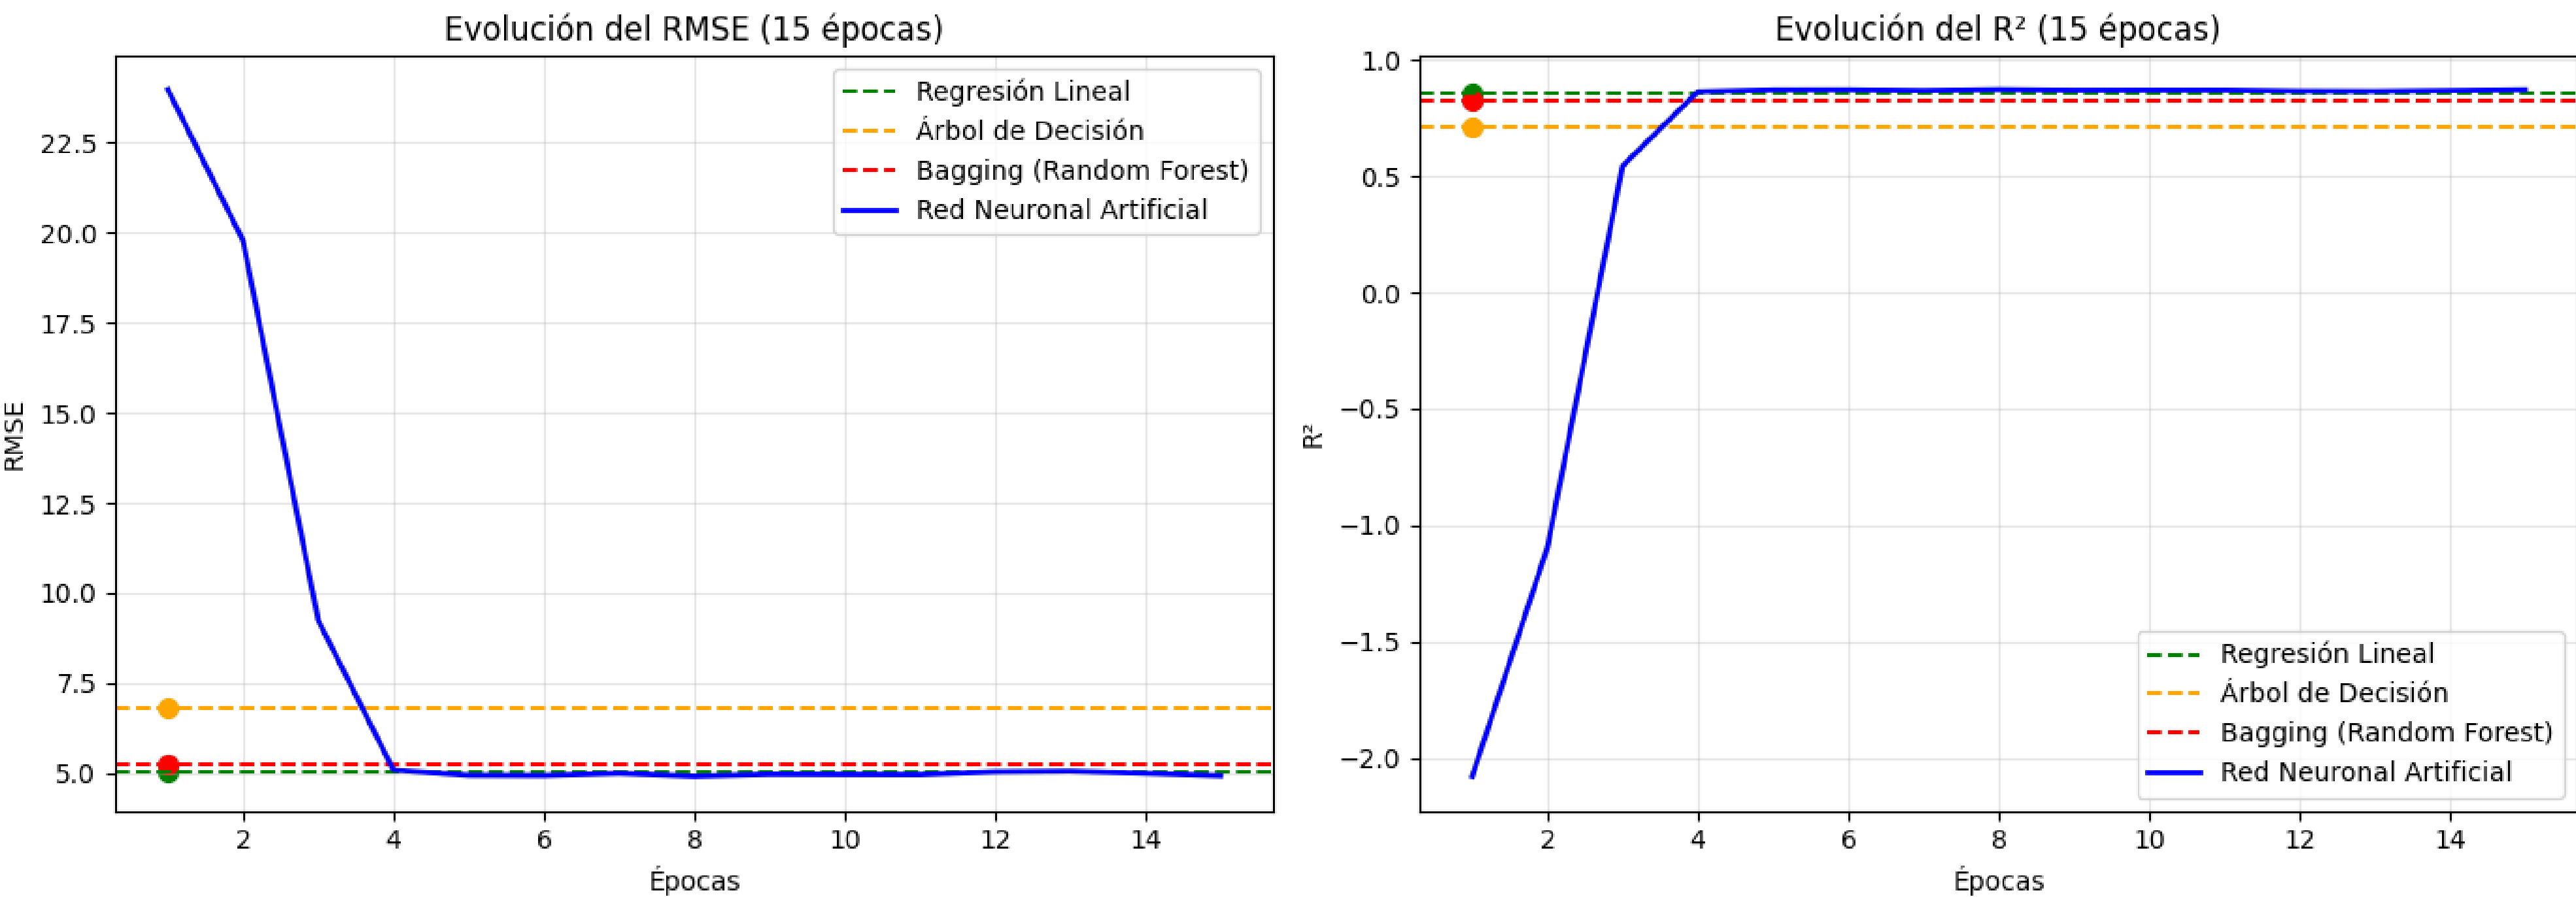 Evolución del RMSE (15 épocas)
Regresión Lineal
Árbol de Decisión
Bagging (Random Forest)
Red Neuronal Artificial
22.5
20.0
17.5
15.0
12.5
10.0
7.5
5.0
RMSE
2 4 6 8 10 12 14
Épocas
Evolución del R² (15 épocas)
1.0
0.5
0.0
−0.5
−1.0
−1.5
−2.0
R²
Regresión Lineal
Árbol de Decisión
Bagging (Random Forest)
Red Neuronal Artificial
2 4 6 8 10 12 14
Épocas